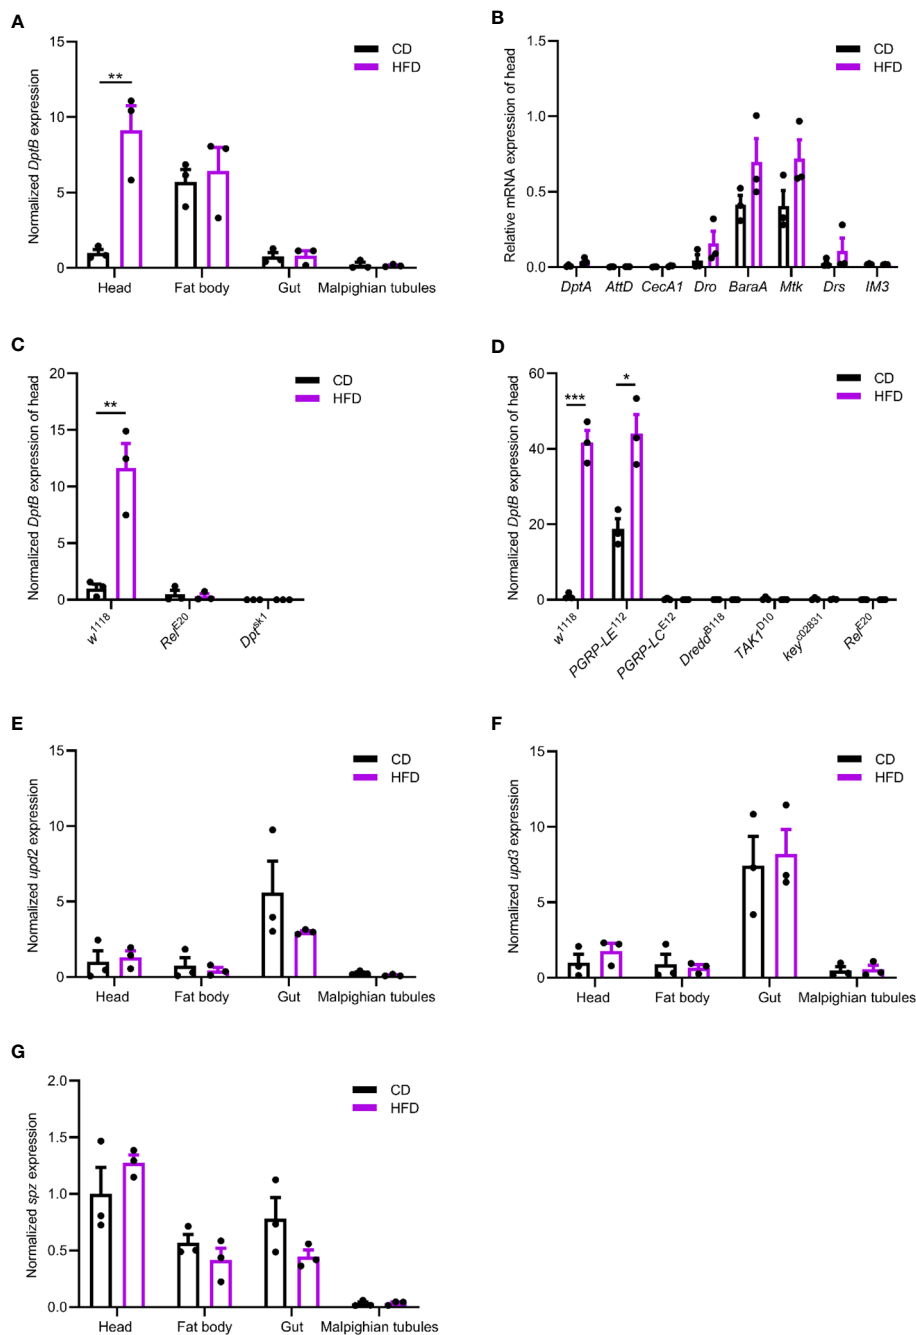 A
Normalized DptB expression
15
10
5
0
CD
HFD
**
Head Fat body Gut Malpighian tubules
B
Relative mRNA expression of head
1.5
1.0
0.5
0.0
CD
HFD
DptA AttD CecA1 Dro BaraA Mtk Drs IM3
C
Normalized DptB expression of head
20
15
10
5
0
CD
HFD
**
w1118 RelE20 Dptsk1
D
Normalized DptB expression of head
60
40
20
0
CD
HFD
*** *
w1118 PGRP-LE112 PGRP-LCE12 DreddB118 TAK1D10 keyc02831 RelE20
E
Normalized upd2 expression
15
10
5
0
CD
HFD
Head Fat body Gut Malpighian tubules
F
Normalized upd3 expression
15
10
5
0
CD
HFD
Head Fat body Gut Malpighian tubules
G
Normalized spz expression
2.0
1.5
1.0
0.5
0.0
CD
HFD
Head Fat body Gut Malpighian tubules